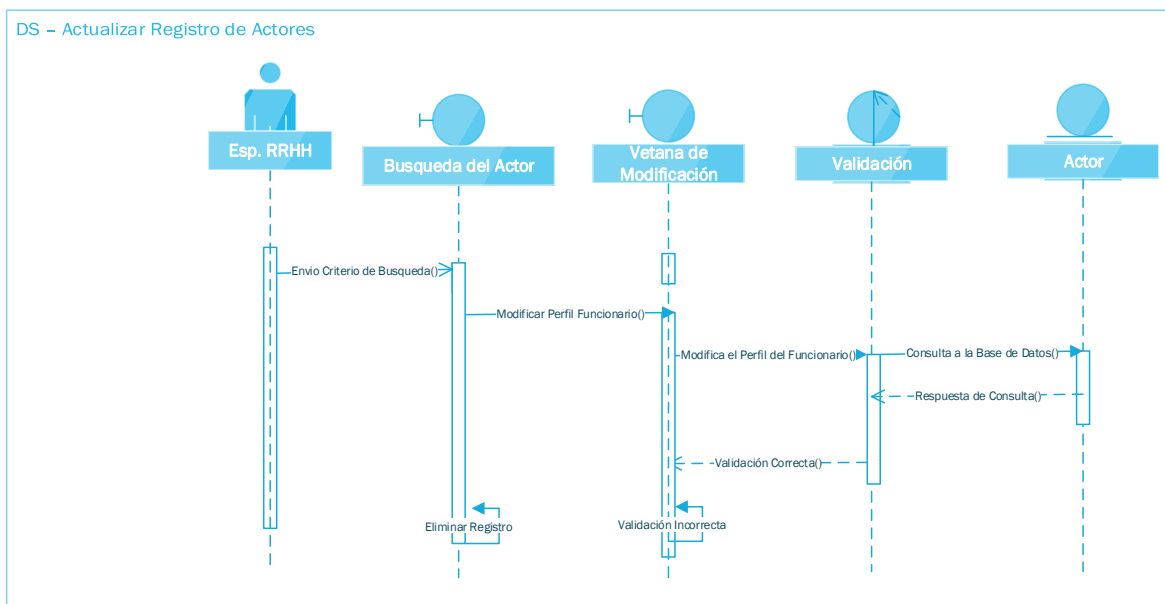 DS – Actualizar Registro de Actores
Esp. RRHH
Busqueda del Actor
Vetana de
Modificación
Validación
Actor
Envio Criterio de Busqueda()
Modificar Perfil Funcionario()
Modifica el Perfil del Funcionario()
Consulta a la Base de Datos()
Respuesta de Consulta()
Validación Correcta()
Eliminar Registro
Validación Incorrecta